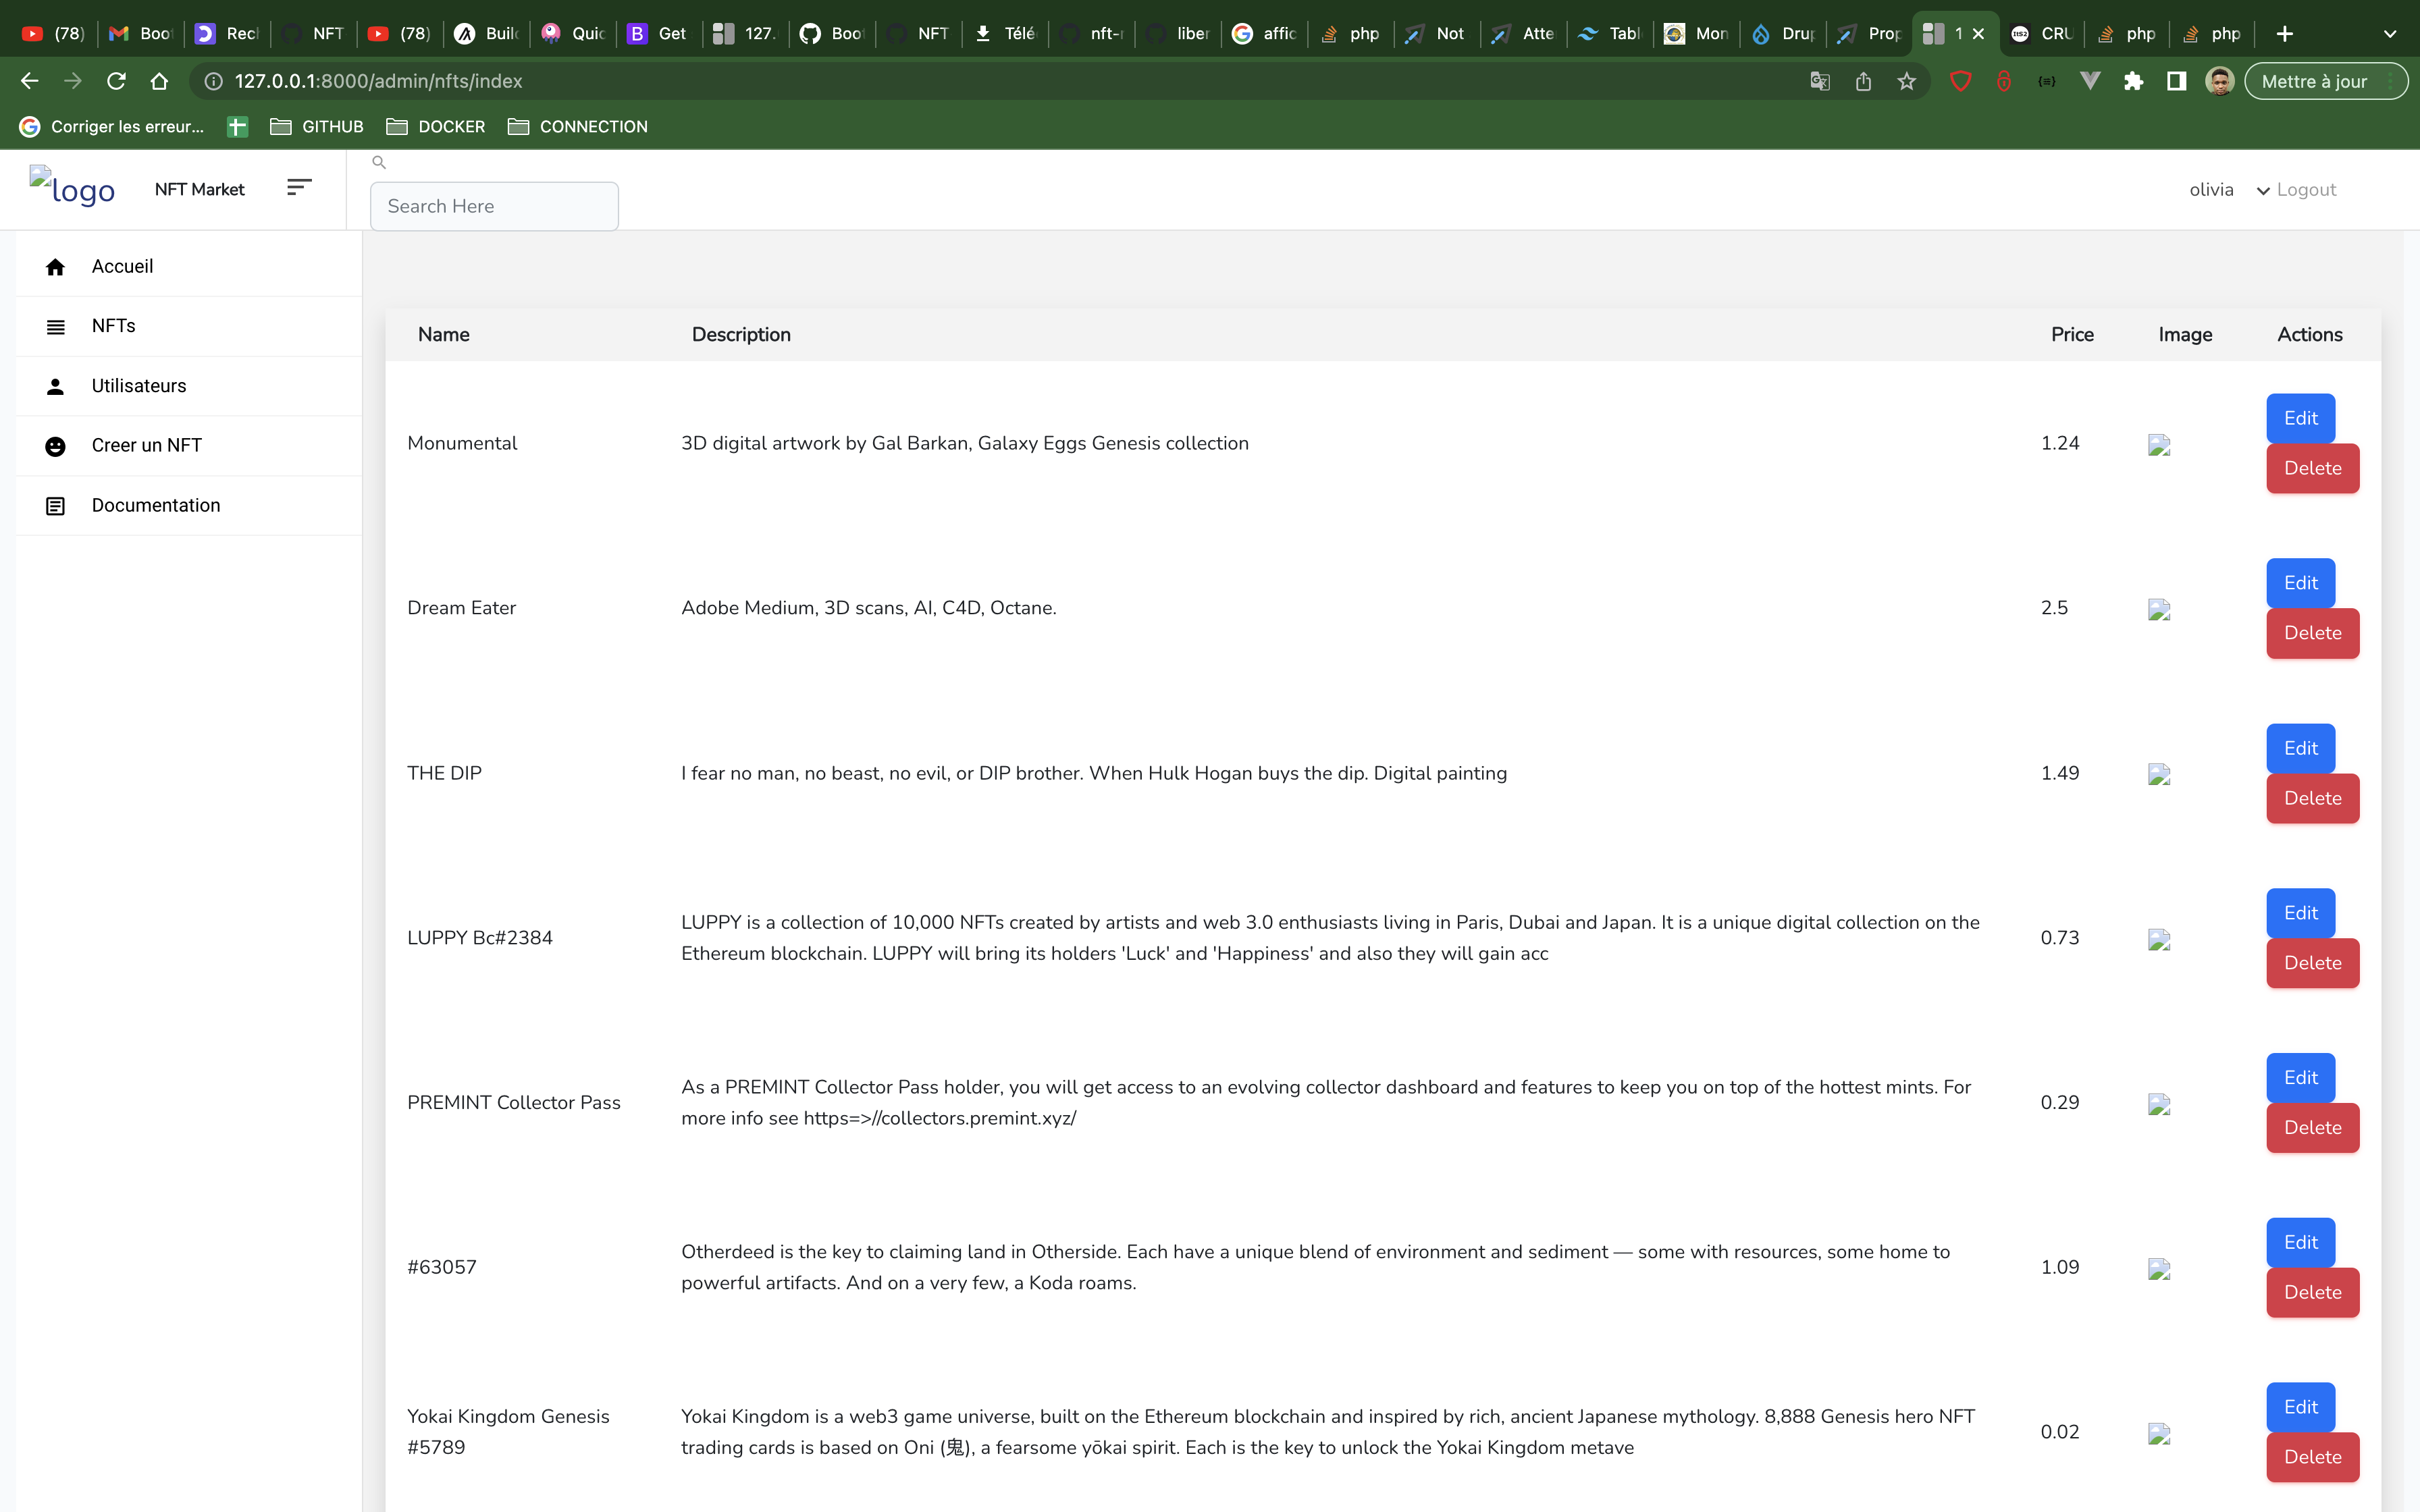 (78) Boo Rec NFT (78) Buil Quic Get 127. Boo NFT Télé nft-r liber affic php Not Atte Tabl Mon Drup Prop 1 CRU php php
127.0.0.1:8000/admin/nfts/index
Mettre à jour
Corriger les erreur... GITHUB DOCKER CONNECTION
logo NFT Market
Search Here
olivia Logout
Accueil
NFTs
Utilisateurs
Creer un NFT
Documentation
Name Description Price Image Actions
Monumental 3D digital artwork by Gal Barkan, Galaxy Eggs Genesis collection 1.24 Edit
Delete
Dream Eater Adobe Medium, 3D scans, AI, C4D, Octane. 2.5 Edit
Delete
THE DIP I fear no man, no beast, no evil, or DIP brother. When Hulk Hogan buys the dip. Digital painting 1.49 Edit
Delete
LUPPY Bc#2384 LUPPY is a collection of 10,000 NFTs created by artists and web 3.0 enthusiasts living in Paris, Dubai and Japan. It is a unique digital collection on the
Ethereum blockchain. LUPPY will bring its holders 'Luck' and 'Happiness' and also they will gain acc 0.73 Edit
Delete
PREMINT Collector Pass As a PREMINT Collector Pass holder, you will get access to an evolving collector dashboard and features to keep you on top of the hottest mints. For
more info see https=>//collectors.premint.xyz/ 0.29 Edit
Delete
#63057 Otherdeed is the key to claiming land in Otherside. Each have a unique blend of environment and sediment — some with resources, some home to
powerful artifacts. And on a very few, a Koda roams. 1.09 Edit
Delete
Yokai Kingdom Genesis
#5789 Yokai Kingdom is a web3 game universe, built on the Ethereum blockchain and inspired by rich, ancient Japanese mythology. 8,888 Genesis hero NFT
trading cards is based on Oni (鬼), a fearsome yōkai spirit. Each is the key to unlock the Yokai Kingdom metave 0.02 Edit
Delete